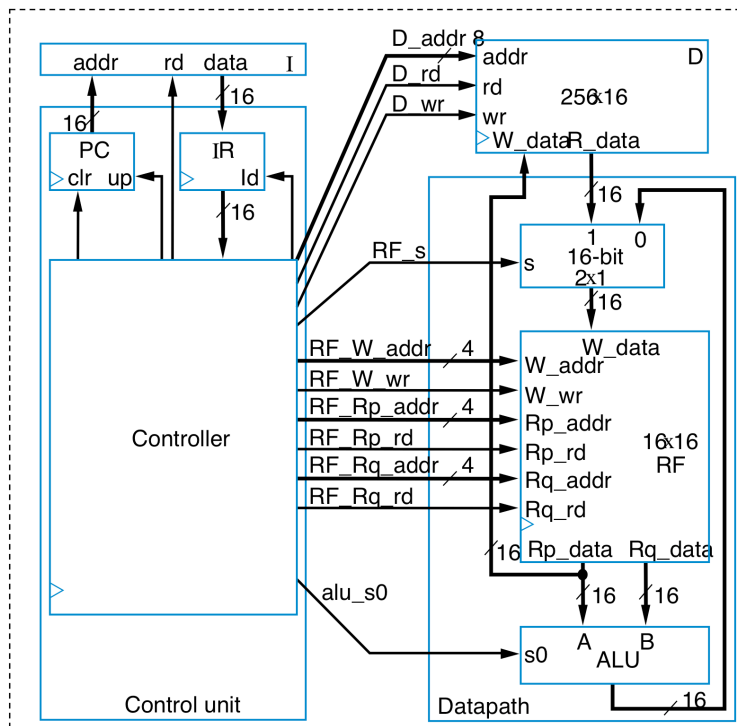 D_addr 8
addr rd data I
addr D
D_rd
rd
16
256x16
D_wr
wr
16
PC
IR
W_data R_data
clr up
ld
16
16
1 0
RF_s
s
16-bit
2x1
16
W_data
RF_W_addr 4
W_addr
RF_W_wr
W_wr
RF_Rp_addr 4
Rp_addr
Controller
RF_Rp_rd
Rp_rd
16x16
RF
RF_Rq_addr 4
Rq_addr
RF_Rq_rd
Rq_rd
16
Rp_data Rq_data
alu_s0
16
16
A B
s0
ALU
Control unit
Datapath
16